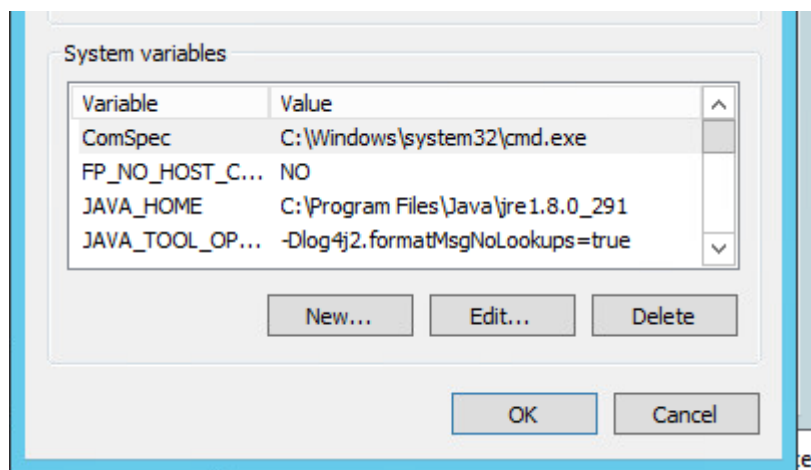 System variables
Variable Value
ComSpec C:\Windows\system32\cmd.exe
FP_NO_HOST_C... NO
JAVA_HOME C:\Program Files\Java\jre1.8.0_291
JAVA_TOOL_OP... -Dlog4j2.formatMsgNoLookups=true
New... Edit... Delete
OK Cancel